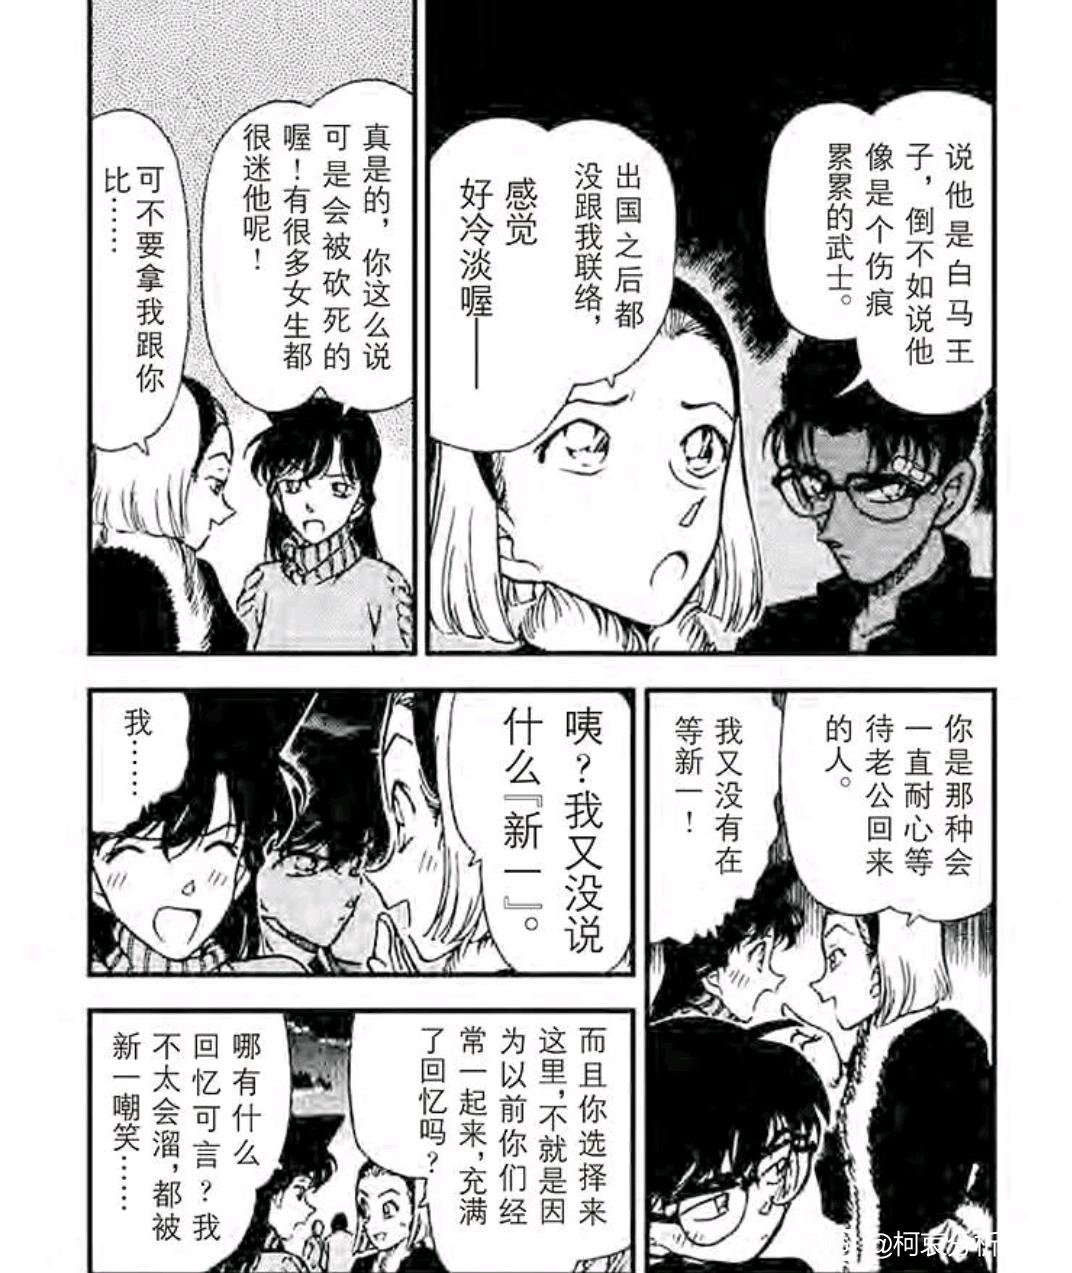 说他是白马王
子，倒不如说他
像是个伤痕
累累的武士。
出国之后都
没跟我联络，
感觉
好冷淡喔——
真是的，你这么说
可是会被砍死的
喔！有很多女生都
很迷他呢！
可不要拿我跟你
比……
你是那种会
一直耐心等
待老公回来
的人。
我又没有在
等新一！
咦？我又没说
什么『新一』。
我……
而且你选择来
这里，不就是因
为以前你们经
常一起来，充满
了回忆吗？
哪有什么
回忆可言？我
不太会溜，都被
新一嘲笑……
@柯哀分析